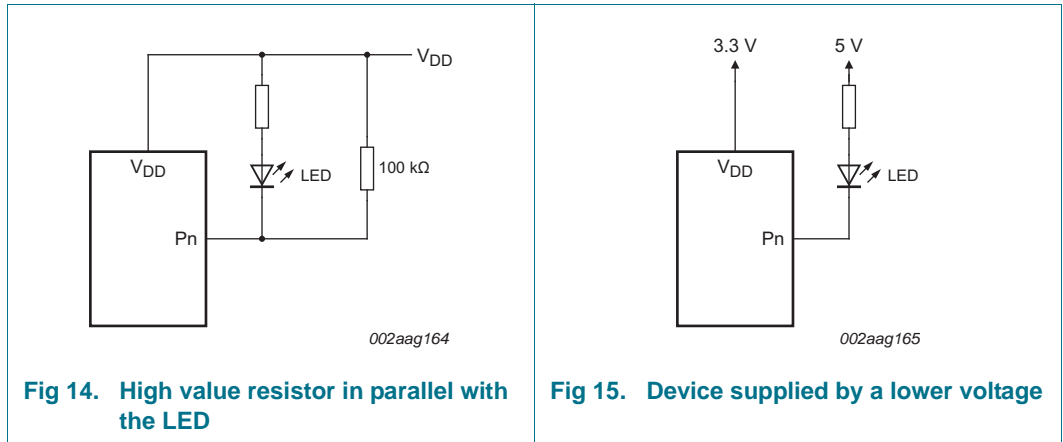 VDD
VDD
LED
100 kΩ
Pn
002aag164
Fig 14. High value resistor in parallel with
the LED
3.3 V
5 V
VDD
LED
Pn
002aag165
Fig 15. Device supplied by a lower voltage